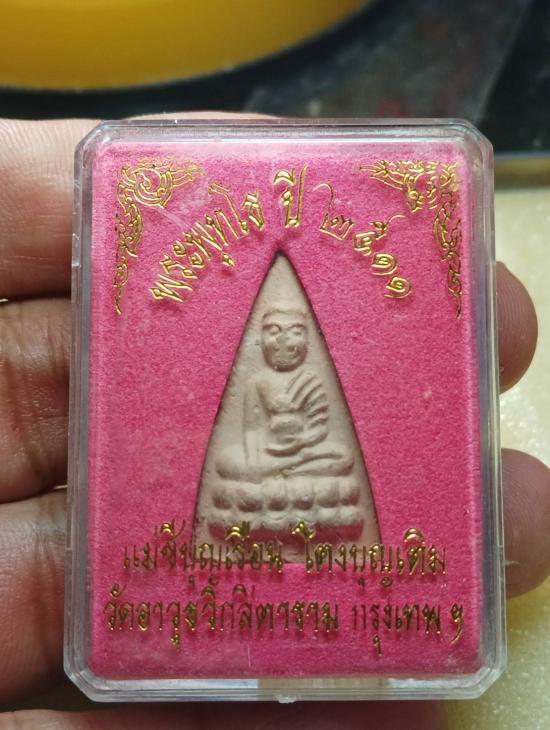 พระพุทโธ ปี ๒๕๑๑
แม่ชีบุญเรือน โตงบุญเติม
วัดอาวุธวิกสิตาราม กรุงเทพ ฯ